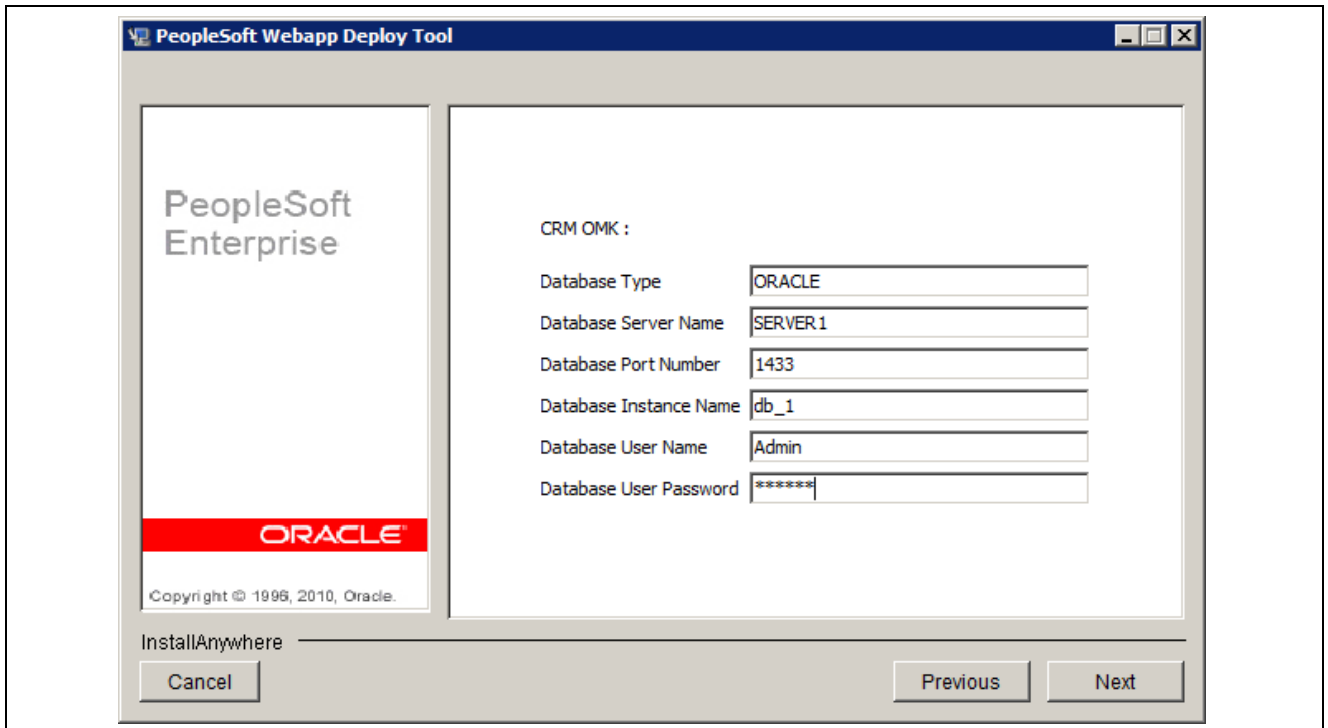 PeopleSoft Webapp Deploy Tool
PeopleSoft
Enterprise
ORACLE
Copyright © 1996, 2010, Oracle.
CRM OMK :
Database Type ORACLE
Database Server Name SERVER1
Database Port Number 1433
Database Instance Name db_1
Database User Name Admin
Database User Password ******
InstallAnywhere
Cancel Previous Next